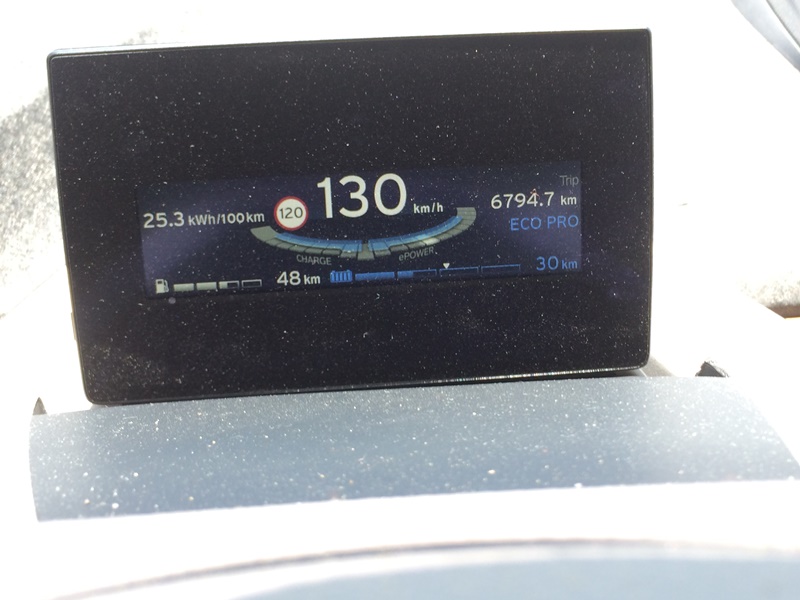 Trip
25.3 kWh/100km
120
130 km/h
6794.7 km
ECO PRO
CHARGE
ePOWER
48 km
30 km